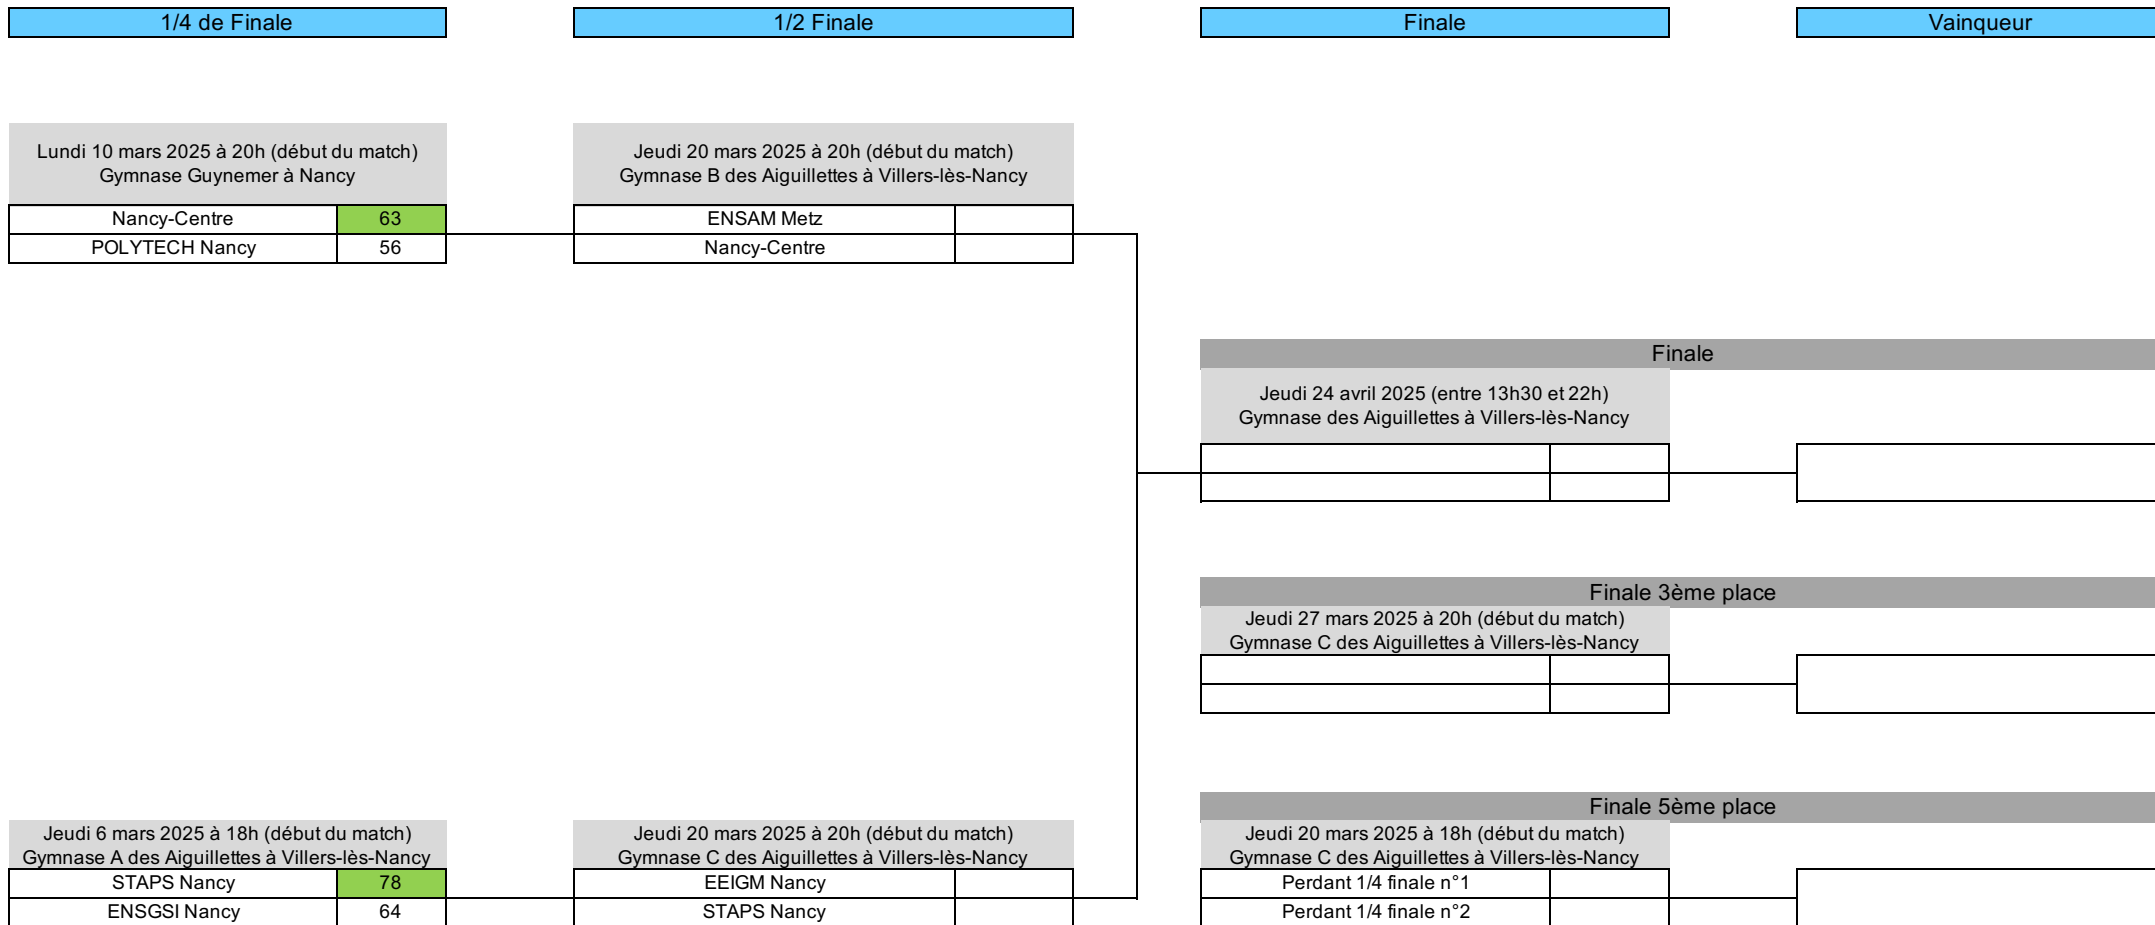 1/4 de Finale
1/2 Finale
Finale
Vainqueur
Lundi 10 mars 2025 à 20h (début du match)
Gymnase Guynemer à Nancy
Nancy-Centre 63
POLYTECH Nancy 56
Jeudi 20 mars 2025 à 20h (début du match)
Gymnase B des Aiguillettes à Villers-lès-Nancy
ENSAM Metz
Nancy-Centre
Finale
Jeudi 24 avril 2025 (entre 13h30 et 22h)
Gymnase des Aiguillettes à Villers-lès-Nancy
Finale 3ème place
Jeudi 27 mars 2025 à 20h (début du match)
Gymnase C des Aiguillettes à Villers-lès-Nancy
Jeudi 6 mars 2025 à 18h (début du match)
Gymnase A des Aiguillettes à Villers-lès-Nancy
STAPS Nancy 78
ENSGSI Nancy 64
Jeudi 20 mars 2025 à 20h (début du match)
Gymnase C des Aiguillettes à Villers-lès-Nancy
EEIGM Nancy
STAPS Nancy
Finale 5ème place
Jeudi 20 mars 2025 à 18h (début du match)
Gymnase C des Aiguillettes à Villers-lès-Nancy
Perdant 1/4 finale n°1
Perdant 1/4 finale n°2